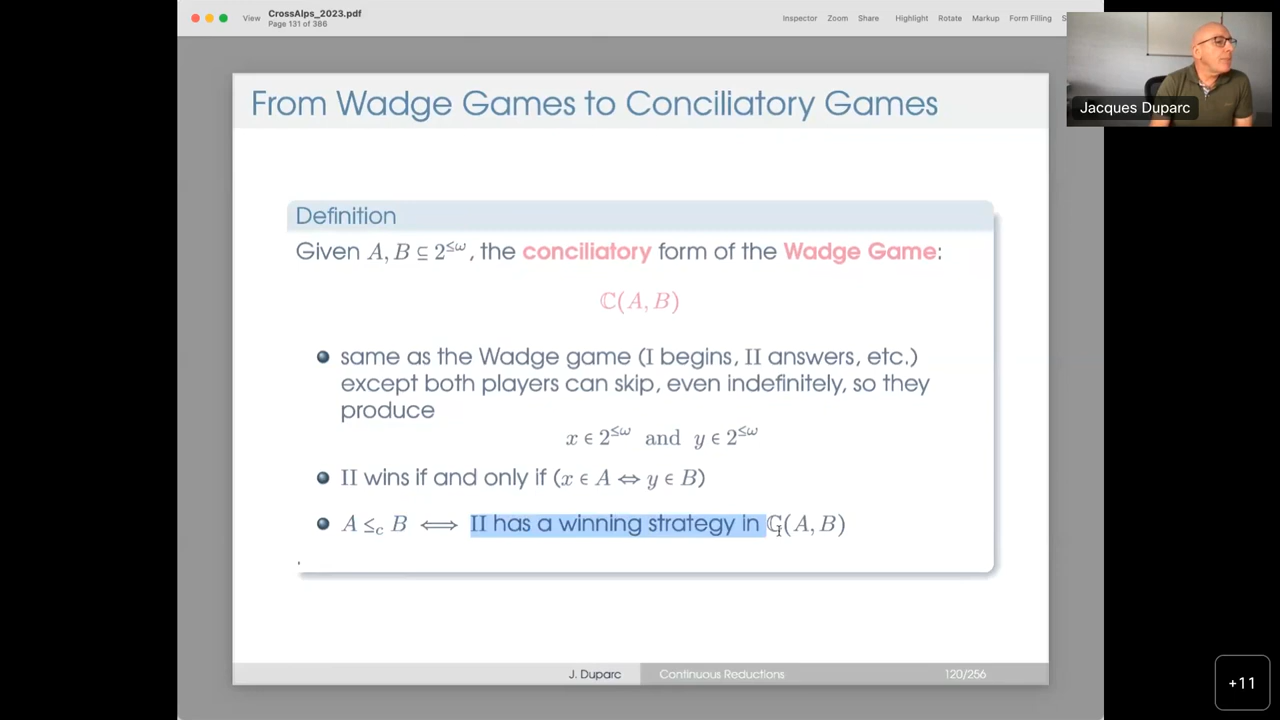 View
CrossAlps_2023.pdf
Page 131 of 386
Inspector Zoom Share Highlight Rotate Markup Form Filling
Jacques Duparc
From Wadge Games to Conciliatory Games
Definition
Given A, B ⊆ 2^{≤ω}, the conciliatory form of the Wadge Game:
ℂ(A, B)
same as the Wadge game (I begins, II answers, etc.)
except both players can skip, even indefinitely, so they
produce
x ∈ 2^{≤ω} and y ∈ 2^{≤ω}
II wins if and only if (x ∈ A ⇔ y ∈ B)
A ≤_c B ⟺ II has a winning strategy in ℂ(A, B)
J. Duparc Continuous Reductions 120/256
+11